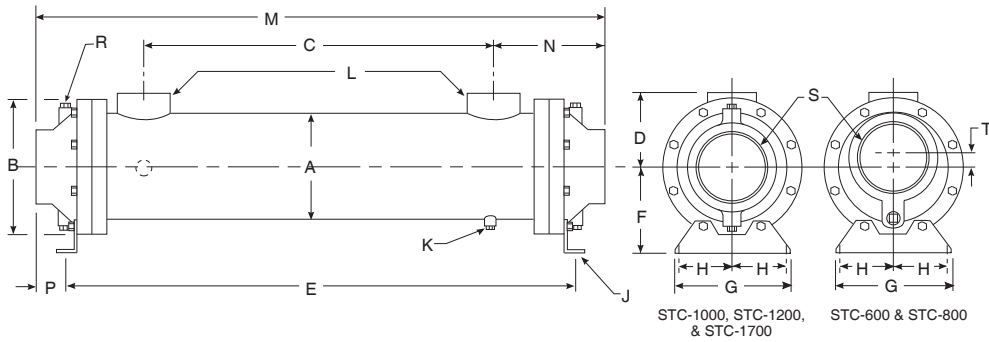 M
R
C
N
L
S
D
T
B
A
F
K
H
H
H
H
P
E
J
G
G
STC-1000, STC-1200,
& STC-1700
STC-600 & STC-800